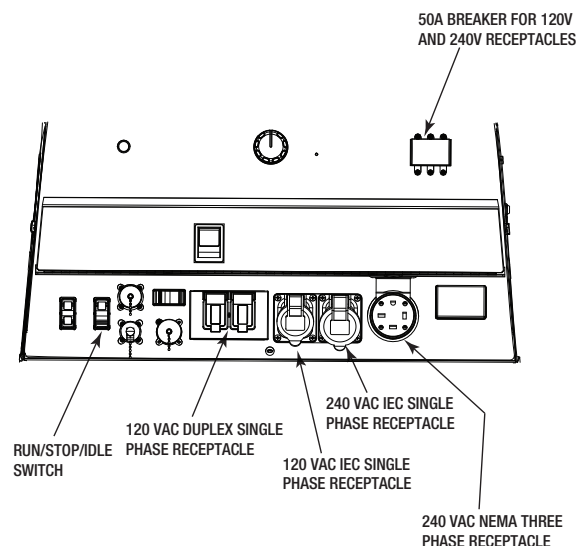 50A BREAKER FOR 120V
AND 240V RECEPTACLES
RUN/STOP/IDLE
SWITCH
120 VAC DUPLEX SINGLE
PHASE RECEPTACLE
120 VAC IEC SINGLE
PHASE RECEPTACLE
240 VAC IEC SINGLE
PHASE RECEPTACLE
240 VAC NEMA THREE
PHASE RECEPTACLE